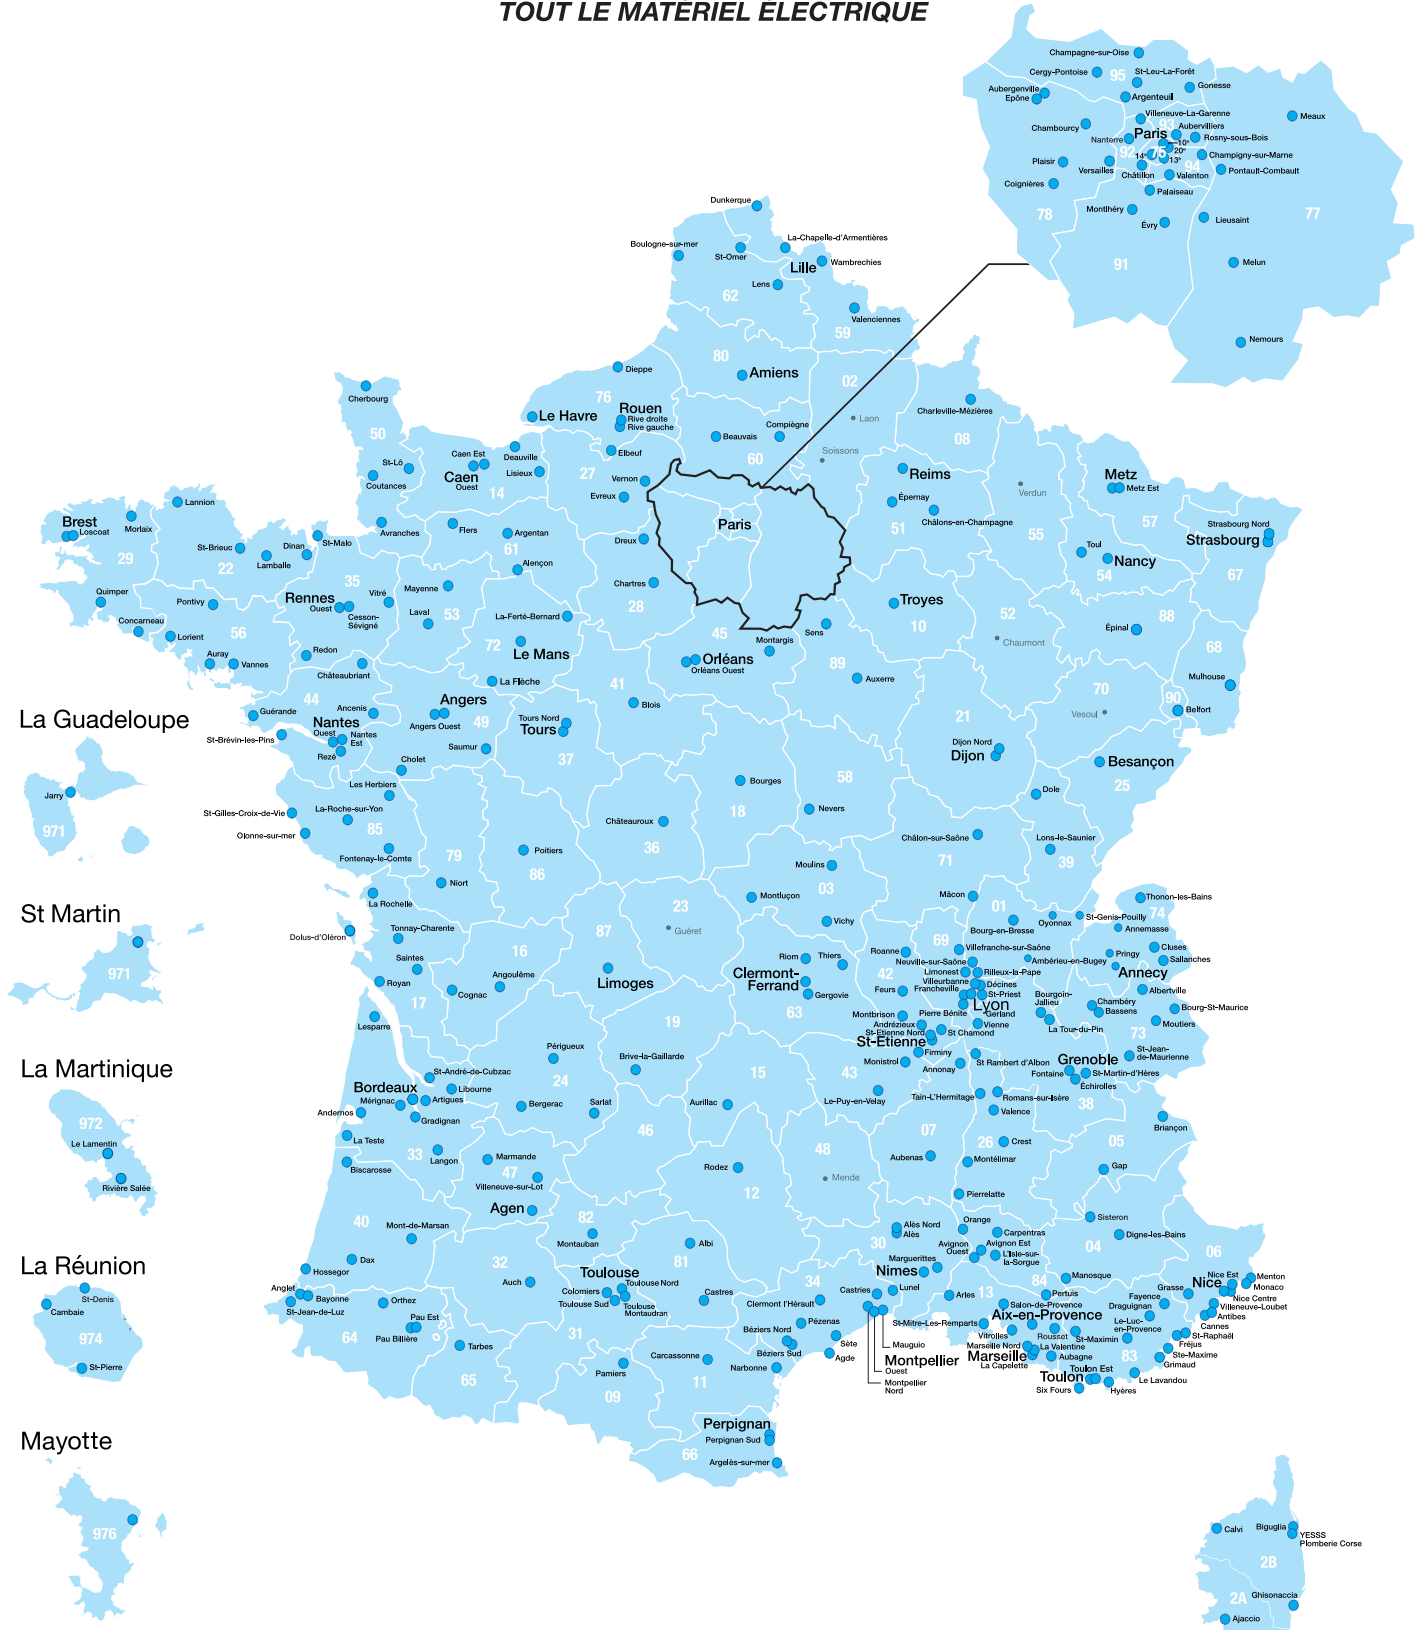 TOUT LE MATÉRIEL ÉLECTRIQUE
Champagne-sur-Oise
Cergy-Pontoise
95
St-Leu-La-Forêt
Gonesse
Aubergenville
Epône
Argenteuil
Meaux
Villeneuve-La-Garenne
Chambourcy
93
Aubervilliers
Nanterre
Paris
Rosny-sous-Bois
10°
92
75
20°
14°
13°
Champigny-sur-Marne
Plaisir
Versailles
94
Châtillon
Valenton
Pontault-Combault
Coignières
Palaiseau
78
Montlhéry
Évry
Lieusaint
77
91
Melun
Nemours
Dunkerque
Boulogne-sur-mer
St-Omer
La-Chapelle-d'Armentières
Lille
Wambrechies
Lens
62
Valenciennes
59
80
Amiens
02
Dieppe
76
Cherbourg
Le Havre
Rouen
Rive droite
Rive gauche
Charleville-Mézières
08
Laon
50
Beauvais
Compiègne
60
Soissons
Elbeuf
Deauville
Caen Est
Caen
Ouest
Lisieux
14
St-Lô
Coutances
27
Vernon
Evreux
Reims
Épernay
51
Châlons-en-Champagne
Verdun
55
Metz
Metz Est
57
Strasbourg Nord
Strasbourg
67
Lannion
Brest
Loscoat
Morlaix
29
St-Brieuc
Lamballe
22
Dinan
St-Malo
Avranches
Flers
Argentan
61
Alençon
Dreux
Paris
Toul
Nancy
54
Chartres
28
Quimper
Concarneau
Pontivy
Lorient
56
Auray
Vannes
35
Rennes
Ouest
Cesson-
Sévigné
Vitré
Mayenne
53
Laval
La-Ferté-Bernard
72
Le Mans
La Flèche
Redon
Châteaubriant
45
Montargis
Orléans
Orléans Ouest
Sens
89
Auxerre
Troyes
10
52
Chaumont
88
Épinal
68
Mulhouse
70
Vesoul
90
Belfort
La Guadeloupe
Jarry
971
44
Guérande
St-Brévin-les-Pins
Nantes
Ouest
Nantes
Est
Rezé
Ancenis
Angers
Angers Ouest
49
Saumur
Cholet
Tours Nord
Tours
37
41
Blois
21
Dijon Nord
Dijon
Besançon
25
Dole
Les Herbiers
St-Gilles-Croix-de-Vie
La-Roche-sur-Yon
85
Olonne-sur-mer
Fontenay-le-Comte
79
Niort
Poitiers
86
Bourges
18
Châteauroux
36
58
Nevers
Châlon-sur-Saône
71
Lons-le-Saunier
39
Moulins
03
Montluçon
Vichy
Mâcon
01
Bourg-en-Bresse
Oyonnax
St-Genis-Pouilly
Thonon-les-Bains
74
Annemasse
Cluses
Sallanches
Pringy
Annecy
La Rochelle
Dolus-d'Oléron
Tonnay-Charente
Saintes
Royan
17
16
Angoulême
Cognac
87
Limoges
23
Guéret
St Martin
971
Riom
Thiers
Clermont-
Ferrand
Gergovie
63
Roanne
42
Feurs
Montbrison
Andrézieux
St-Etienne Nord
St-Etienne
69
Villefranche-sur-Saône
Neuville-sur-Saône
Limonest
Villeurbanne
Francheville
Rilleux-la-Pape
Décines
St-Priest
Lyon
Pierre Bénite
Gerland
Vienne
St Chamond
Firminy
Monistrol
Annonay
St Rambert d'Albon
Ambérieu-en-Bugey
Bourgoin-
Jallieu
La Tour-du-Pin
Chambéry
Bassens
Albertville
Bourg-St-Maurice
Moutiers
73
St-Jean-
de-Maurienne
Lesparre
19
La Martinique
972
Le Lamentin
Rivière Salée
Périgueux
24
Brive-la-Gaillarde
15
43
Grenoble
Fontaine
St-Martin-d'Hères
Échirolles
38
St-André-de-Cubzac
Bordeaux
Mérignac
Libourne
Artigues
Gradignan
Andernos
La Teste
33
Langon
Bergerac
Sarlat
46
Aurillac
Le-Puy-en-Velay
Tain-L'Hermitage
Romans-sur-Isère
Valence
Briançon
05
07
26
Crest
Montélimar
Aubenas
Gap
48
Mende
Biscarosse
Marmande
47
Villeneuve-sur-Lot
Agen
Rodez
12
Pierrelatte
40
Mont-de-Marsan
Dax
Hossegor
82
Montauban
32
Auch
Albi
81
Castres
Alès Nord
Alès
30
Marguerittes
Nimes
Orange
Avignon
Ouest
Avignon Est
Carpentras
L'Isle-sur-
la-Sorgue
Sisteron
Digne-les-Bains
04
06
Manosque
84
Pertuis
La Réunion
St-Denis
Cambaie
974
St-Pierre
Anglet
Bayonne
St-Jean-de-Luz
Orthez
64
Pau Est
Pau Billière
Tarbes
65
Toulouse
Toulouse Nord
Colomiers
Toulouse Sud
Toulouse
Montaudran
31
34
Castries
Lunel
Clermont l'Hérault
Pézenas
Béziers Nord
Béziers Sud
Sète
Agde
Mauguio
Montpellier
Ouest
Montpellier
Nord
Arles
13
Salon-de-Provence
Aix-en-Provence
St-Mitre-Les-Remparts
Vitrolles
Rousset
St-Maximin
Marseille Nord
La Valentine
Marseille
La Capelette
Aubagne
Toulon Est
Toulon
Six Fours
Hyères
Le Lavandou
83
Grasse
Fayence
Draguignan
Le-Luc-
en-Provence
Nice
Nice Est
Menton
Monaco
Nice Centre
Villeneuve-Loubet
Antibes
Cannes
St-Raphaël
Fréjus
Ste-Maxime
Grimaud
Carcassonne
Narbonne
11
Pamiers
09
Perpignan
Perpignan Sud
66
Argelès-sur-mer
Mayotte
976
Calvi
Biguglia
YESSS
Plomberie Corse
2B
2A
Ghisonaccia
Ajaccio